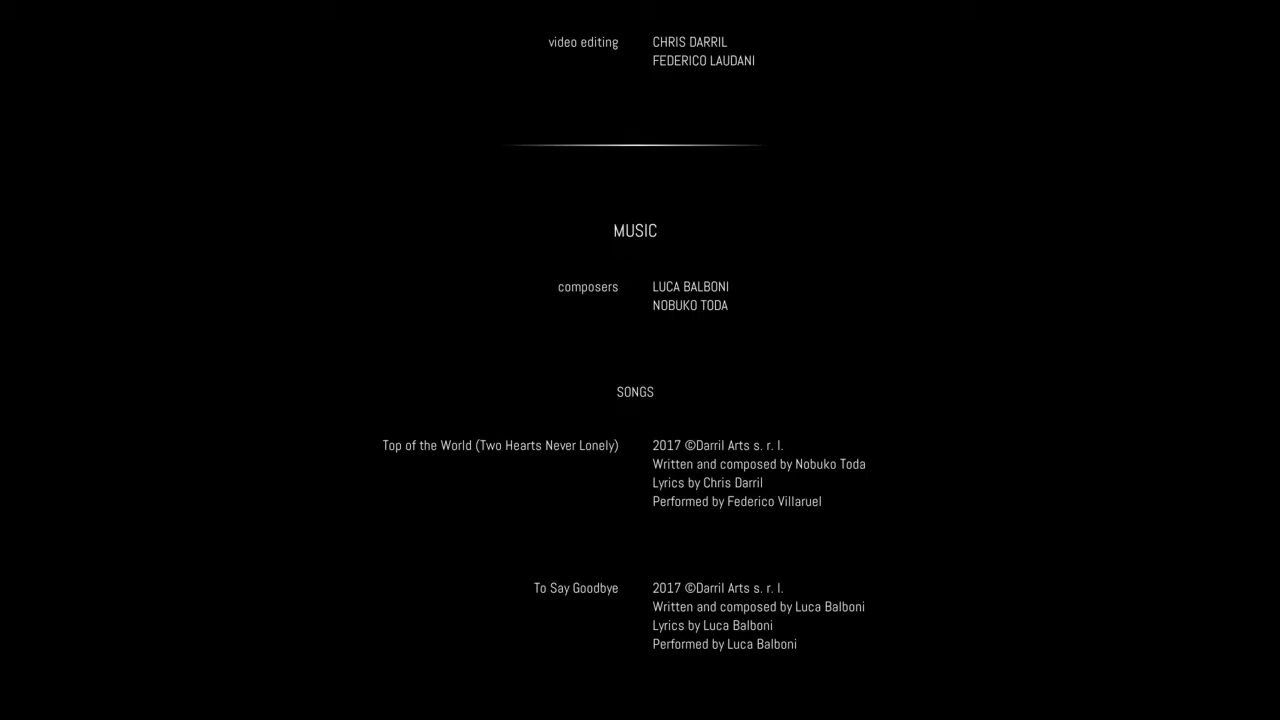 video editing CHRIS DARRIL
FEDERICO LAUDANI
MUSIC
composers LUCA BALBONI
NOBUKO TODA
SONGS
Top of the World (Two Hearts Never Lonely) 2017 ©Darril Arts s. r. l.
Written and composed by Nobuko Toda
Lyrics by Chris Darril
Performed by Federico Villaruel
To Say Goodbye 2017 ©Darril Arts s. r. l.
Written and composed by Luca Balboni
Lyrics by Luca Balboni
Performed by Luca Balboni